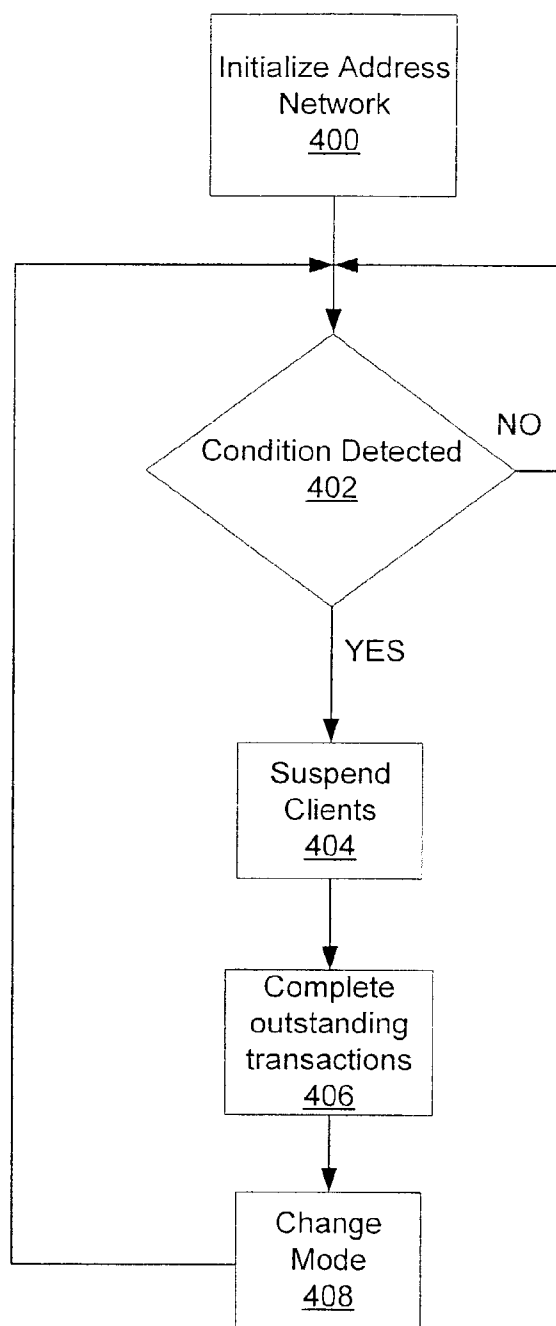 Initialize Address
Network
400
Condition Detected
402
NO
YES
Suspend
Clients
404
Complete
outstanding
transactions
406
Change
Mode
408